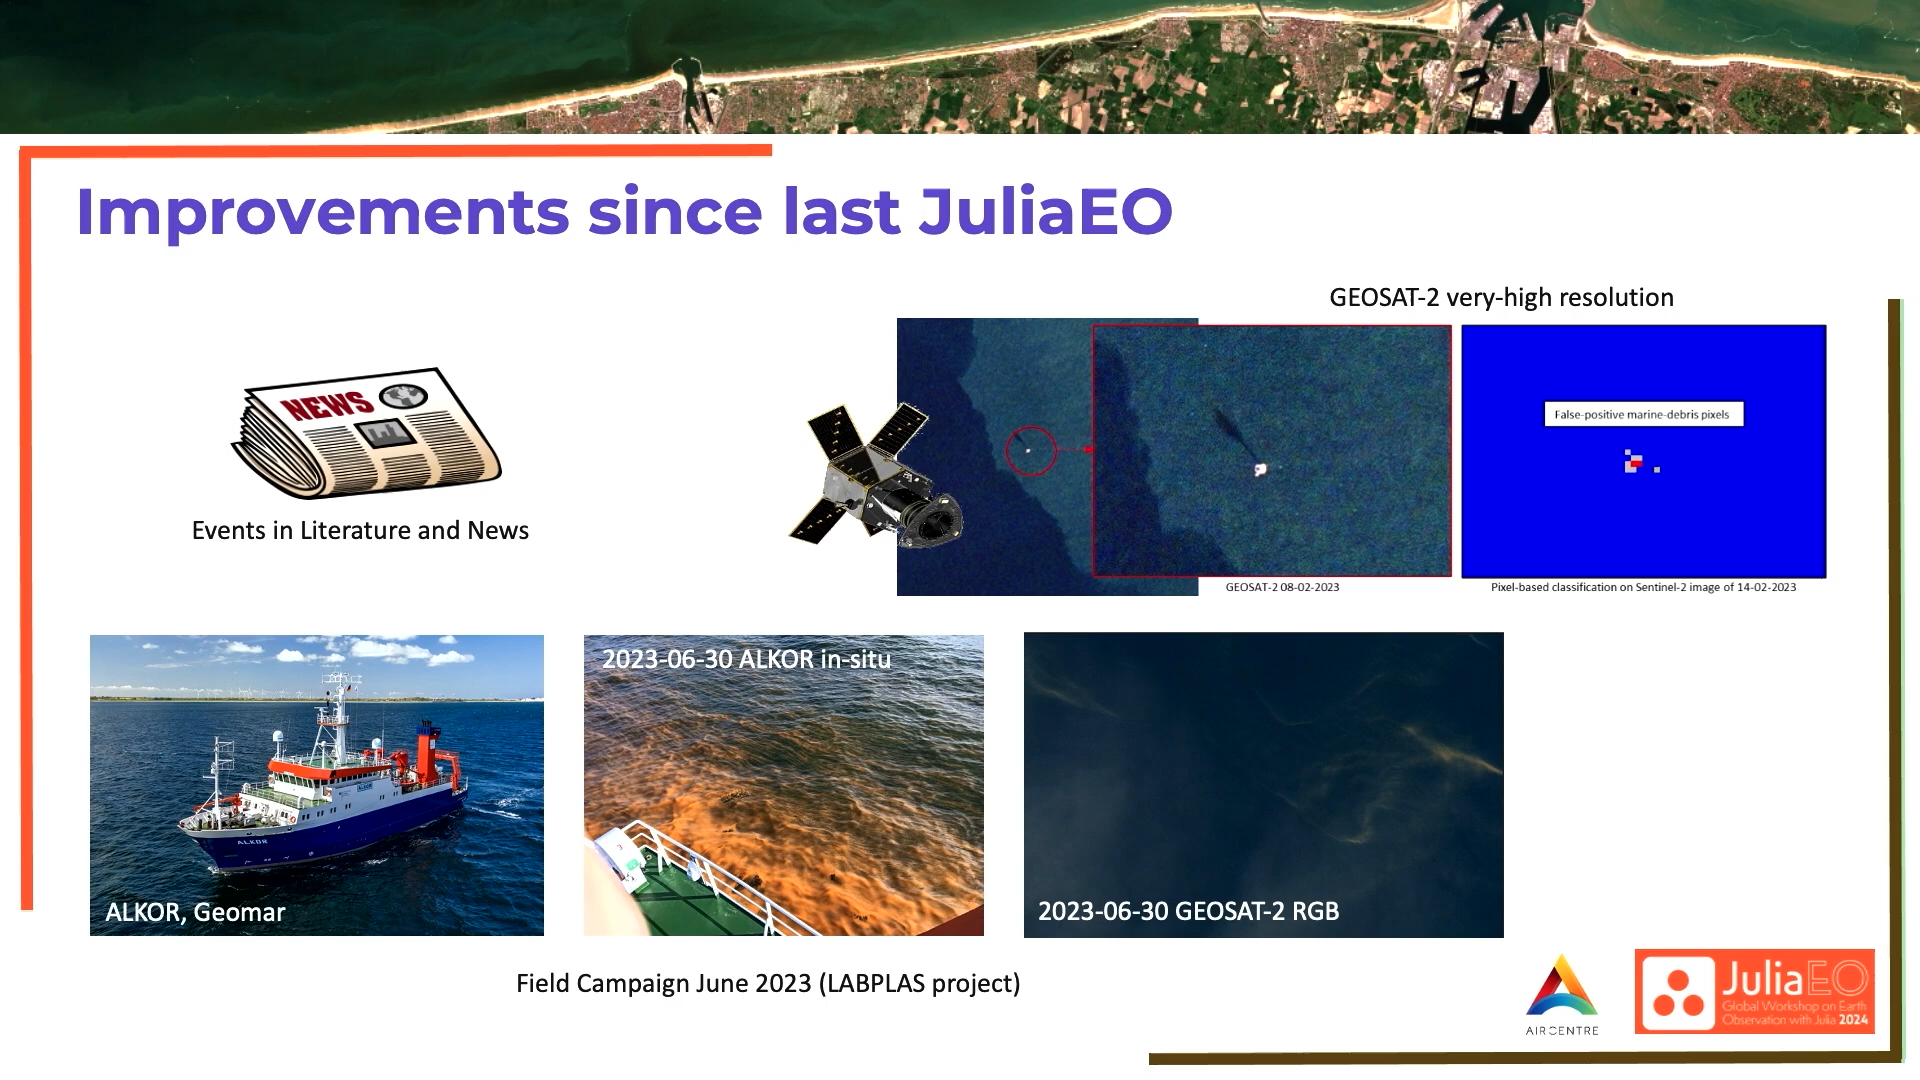 Improvements since last JuliaEO
GEOSAT-2 very-high resolution
NEWS
Events in Literature and News
False-positive marine-debris pixels
GEOSAT-2 08-02-2023
Pixel-based classification on Sentinel-2 image of 14-02-2023
2023-06-30 ALKOR in-situ
ALKOR
ALKOR, Geomar
2023-06-30 GEOSAT-2 RGB
Field Campaign June 2023 (LABPLAS project)
AIR CENTRE
JuliaEO
Global Workshop on Earth
Observation with Julia 2024